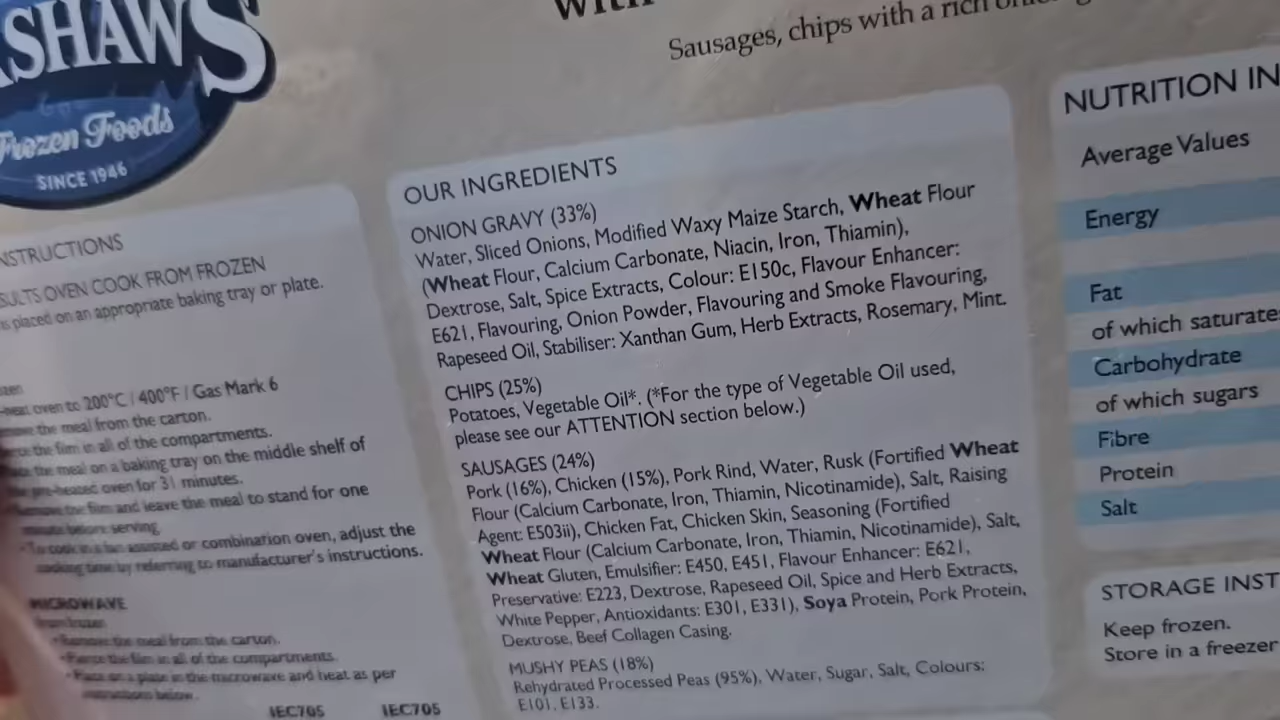 SHAW'S
Frozen Foods
SINCE 1946
Sausages, chips with a rich
INSTRUCTIONS
OVEN COOK FROM FROZEN
placed on an appropriate baking tray or plate.
oven to 200°C / 400°F / Gas Mark 6
the meal from the carton.
the film in all of the compartments.
the meal on a baking tray on the middle shelf of
pre-heated oven for 31 minutes.
Remove the film and leave the meal to stand for one
minute before serving
To cook in a fan assisted or combination oven, adjust the
cooking time by referring to manufacturer's instructions.
MICROWAVE
from frozen
Remove the meal from the carton.
Pierce the film in all of the compartments.
Place on a plate in the microwave and heat as per
instructions below.
IEC705 IEC705
OUR INGREDIENTS
ONION GRAVY (33%)
Water, Sliced Onions, Modified Waxy Maize Starch, Wheat Flour
(Wheat Flour, Calcium Carbonate, Niacin, Iron, Thiamin),
Dextrose, Salt, Spice Extracts, Colour: E150c, Flavour Enhancer:
E621, Flavouring, Onion Powder, Flavouring and Smoke Flavouring,
Rapeseed Oil, Stabiliser: Xanthan Gum, Herb Extracts, Rosemary, Mint.
CHIPS (25%)
Potatoes, Vegetable Oil*. (*For the type of Vegetable Oil used,
please see our ATTENTION section below.)
SAUSAGES (24%)
Pork (16%), Chicken (15%), Pork Rind, Water, Rusk (Fortified Wheat
Flour (Calcium Carbonate, Iron, Thiamin, Nicotinamide), Salt, Raising
Agent: E503ii), Chicken Fat, Chicken Skin, Seasoning (Fortified
Wheat Flour (Calcium Carbonate, Iron, Thiamin, Nicotinamide), Salt,
Wheat Gluten, Emulsifier: E450, E451, Flavour Enhancer: E621,
Preservative: E223, Dextrose, Rapeseed Oil, Spice and Herb Extracts,
White Pepper, Antioxidants: E301, E331), Soya Protein, Pork Protein,
Dextrose, Beef Collagen Casing.
MUSHY PEAS (18%)
Rehydrated Processed Peas (95%), Water, Sugar, Salt, Colours:
E101, E133.
NUTRITION IN
Average Values
Energy
Fat
of which saturate
Carbohydrate
of which sugars
Fibre
Protein
Salt
STORAGE INST
Keep frozen.
Store in a freezer